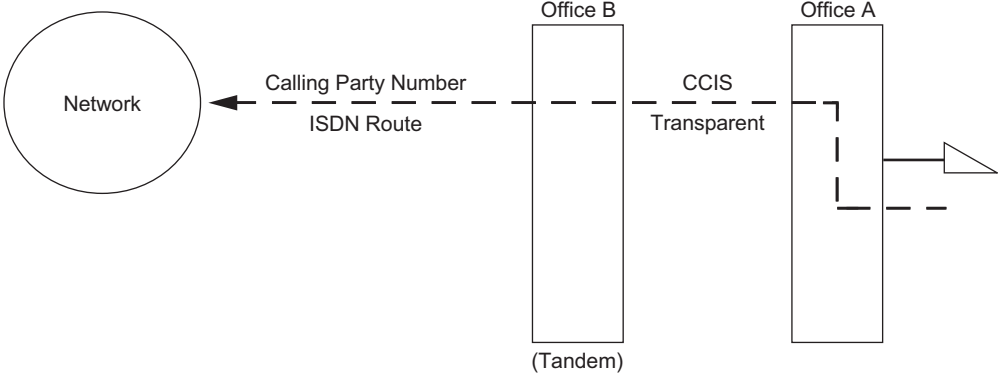 Office B
Office A
Calling Party Number
CCIS
Network
ISDN Route
Transparent
(Tandem)